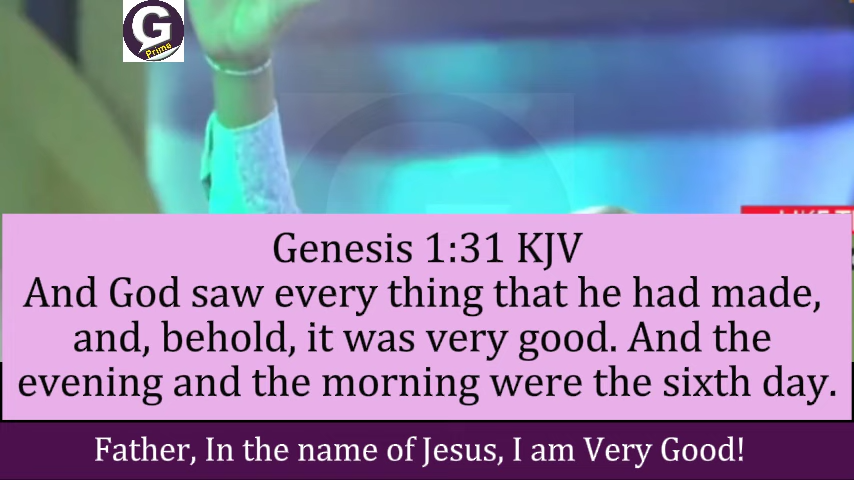 G
Prime
Genesis 1:31 KJV
And God saw every thing that he had made,
and, behold, it was very good. And the
evening and the morning were the sixth day.
Father, In the name of Jesus, I am Very Good!